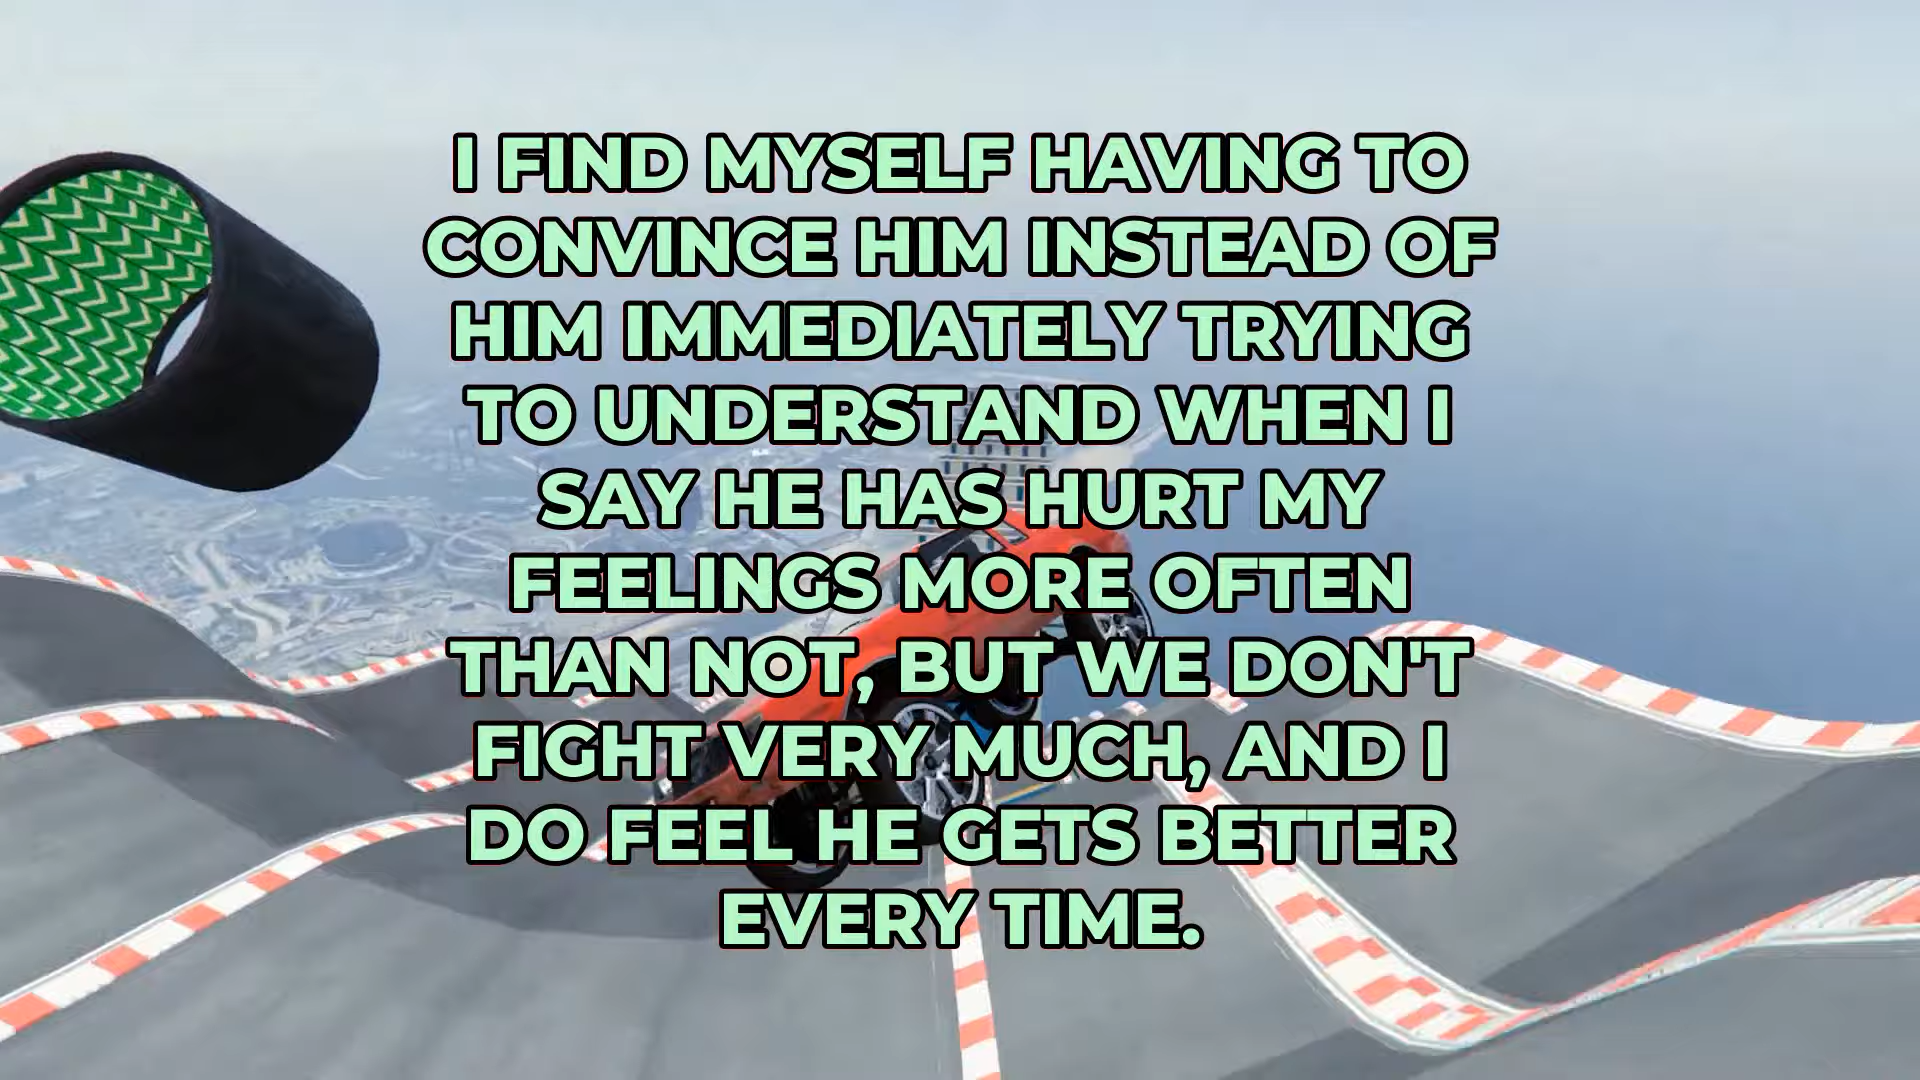 I FIND MYSELF HAVING TO
CONVINCE HIM INSTEAD OF
HIM IMMEDIATELY TRYING
TO UNDERSTAND WHEN I
SAY HE HAS HURT MY
FEELINGS MORE OFTEN
THAN NOT, BUT WE DON'T
FIGHT VERY MUCH, AND I
DO FEEL HE GETS BETTER
EVERY TIME.